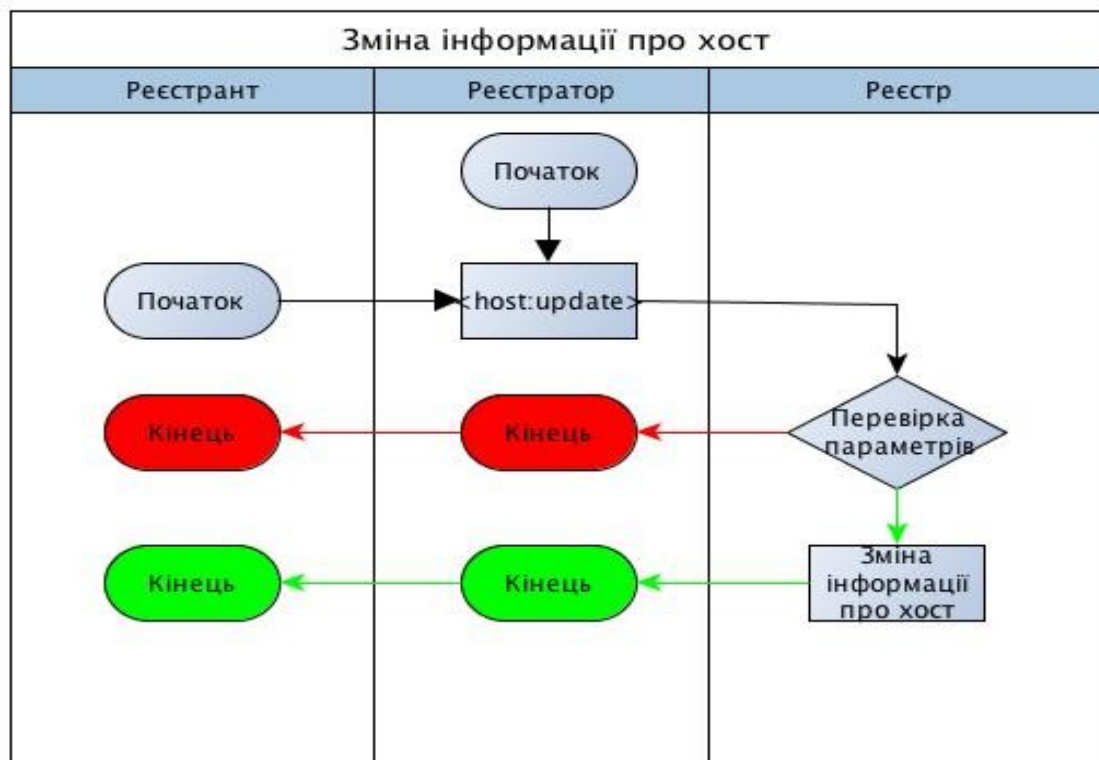 Зміна інформації про хост
Реєстрант
Реєстратор
Реєстр
Початок
Початок
<host:update>
Перевірка
параметрів
Кінець
Кінець
Кінець
Кінець
Зміна
інформації
про хост